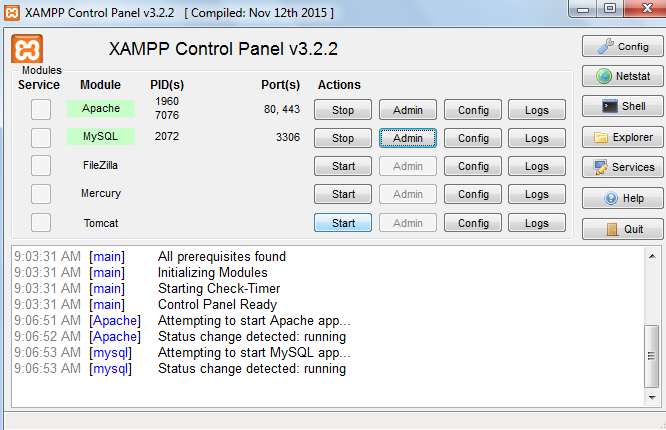 XAMPP Control Panel v3.2.2 [ Compiled: Nov 12th 2015 ]
XAMPP Control Panel v3.2.2
Config
Modules
Service Module PID(s) Port(s) Actions
Netstat
Apache 1960 7076 80, 443 Stop Admin Config Logs
Shell
MySQL 2072 3306 Stop Admin Config Logs
Explorer
FileZilla Start Admin Config Logs
Services
Mercury Start Admin Config Logs
Help
Tomcat Start Admin Config Logs
Quit
9:03:31 AM [main] All prerequisites found
9:03:31 AM [main] Initializing Modules
9:03:31 AM [main] Starting Check-Timer
9:03:31 AM [main] Control Panel Ready
9:06:51 AM [Apache] Attempting to start Apache app...
9:06:52 AM [Apache] Status change detected: running
9:06:53 AM [mysql] Attempting to start MySQL app...
9:06:53 AM [mysql] Status change detected: running